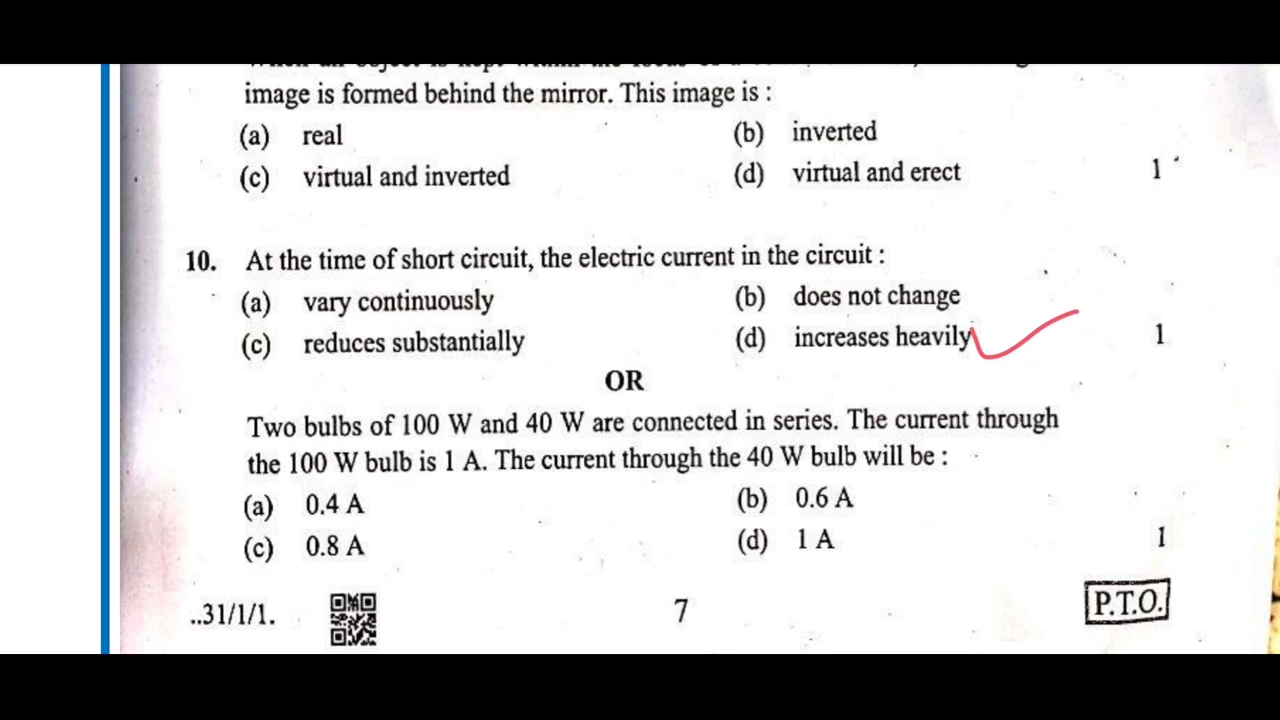 image is formed behind the mirror. This image is :
(a) real (b) inverted
(c) virtual and inverted (d) virtual and erect 1
10. At the time of short circuit, the electric current in the circuit :
(a) vary continuously (b) does not change
(c) reduces substantially (d) increases heavily 1
OR
Two bulbs of 100 W and 40 W are connected in series. The current through
the 100 W bulb is 1 A. The current through the 40 W bulb will be :
(a) 0.4 A (b) 0.6 A
(c) 0.8 A (d) 1 A 1
..31/1/1. 7 P.T.O.